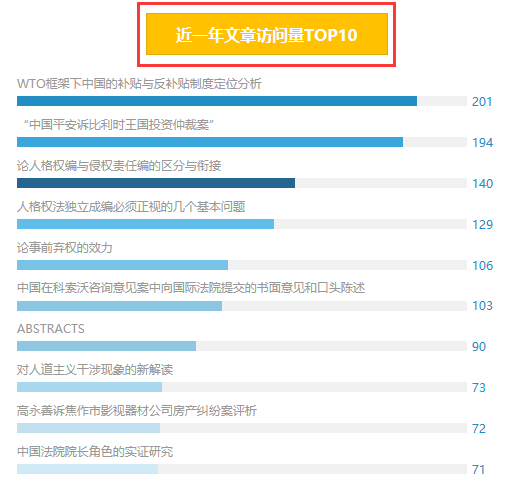 近一年文章访问量TOP10
WTO框架下中国的补贴与反补贴制度定位分析
201
“中国平安诉比利时王国投资仲裁案”
194
论人格权编与侵权责任编的区分与衔接
140
人格权法独立成编必须正视的几个基本问题
129
论事前弃权的效力
106
中国在科索沃咨询意见案中向国际法院提交的书面意见和口头陈述
103
ABSTRACTS
90
对人道主义干涉现象的新解读
73
高永善诉焦作市影视器材公司房产纠纷案评析
72
中国法院院长角色的实证研究
71